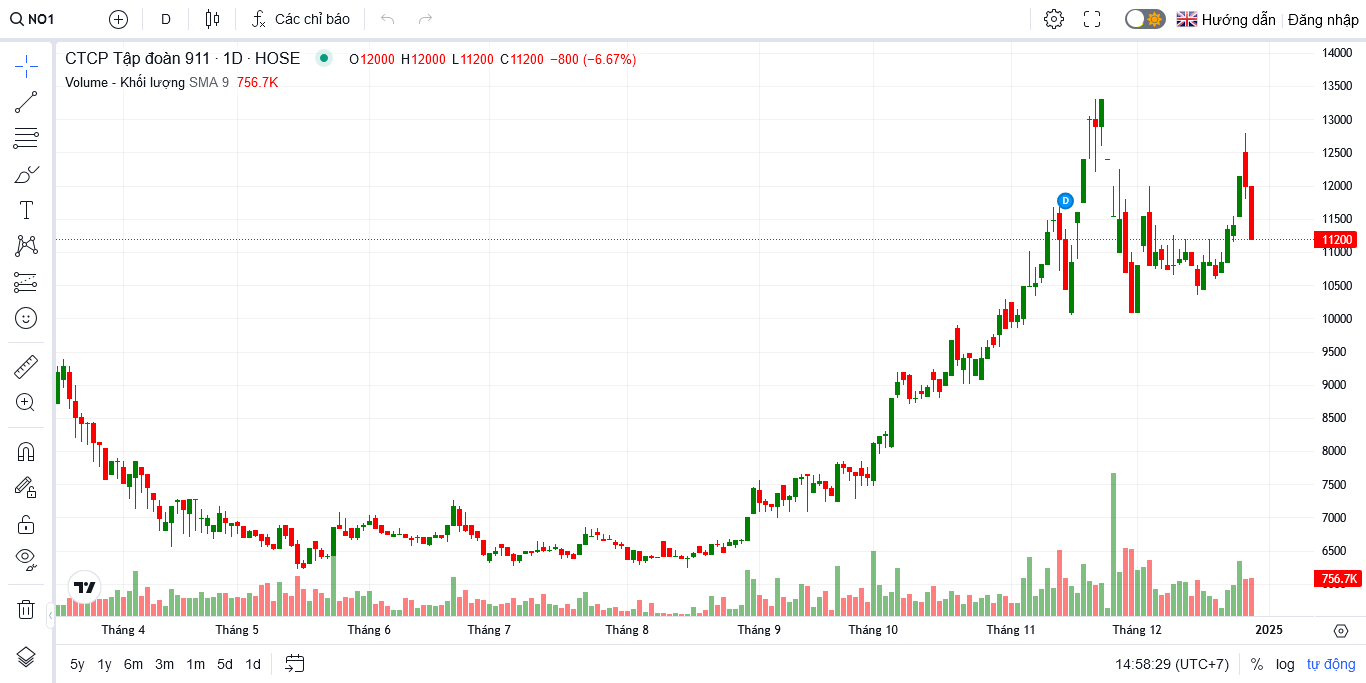 NO1 D Các chỉ báo Hướng dẫn Đăng nhập
CTCP Tập đoàn 911 · 1D · HOSE O12000 H12000 L11200 C11200 −800 (−6.67%)
Volume - Khối lượng SMA 9 756.7K
14000
13500
13000
12500
12000
D
11500
11200
11000
10500
10000
9500
9000
8500
8000
7500
7000
6500
756.7K
Tháng 4 Tháng 5 Tháng 6 Tháng 7 Tháng 8 Tháng 9 Tháng 10 Tháng 11 Tháng 12 2025
5y 1y 6m 3m 1m 5d 1d 14:58:29 (UTC+7) % log tự động